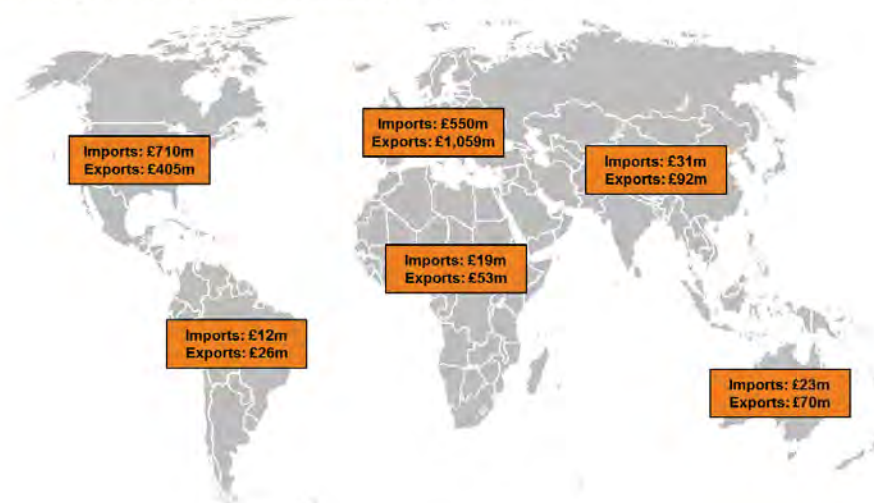 Imports: £710m
Exports: £405m
Imports: £550m
Exports: £1,059m
Imports: £31m
Exports: £92m
Imports: £19m
Exports: £53m
Imports: £12m
Exports: £26m
Imports: £23m
Exports: £70m